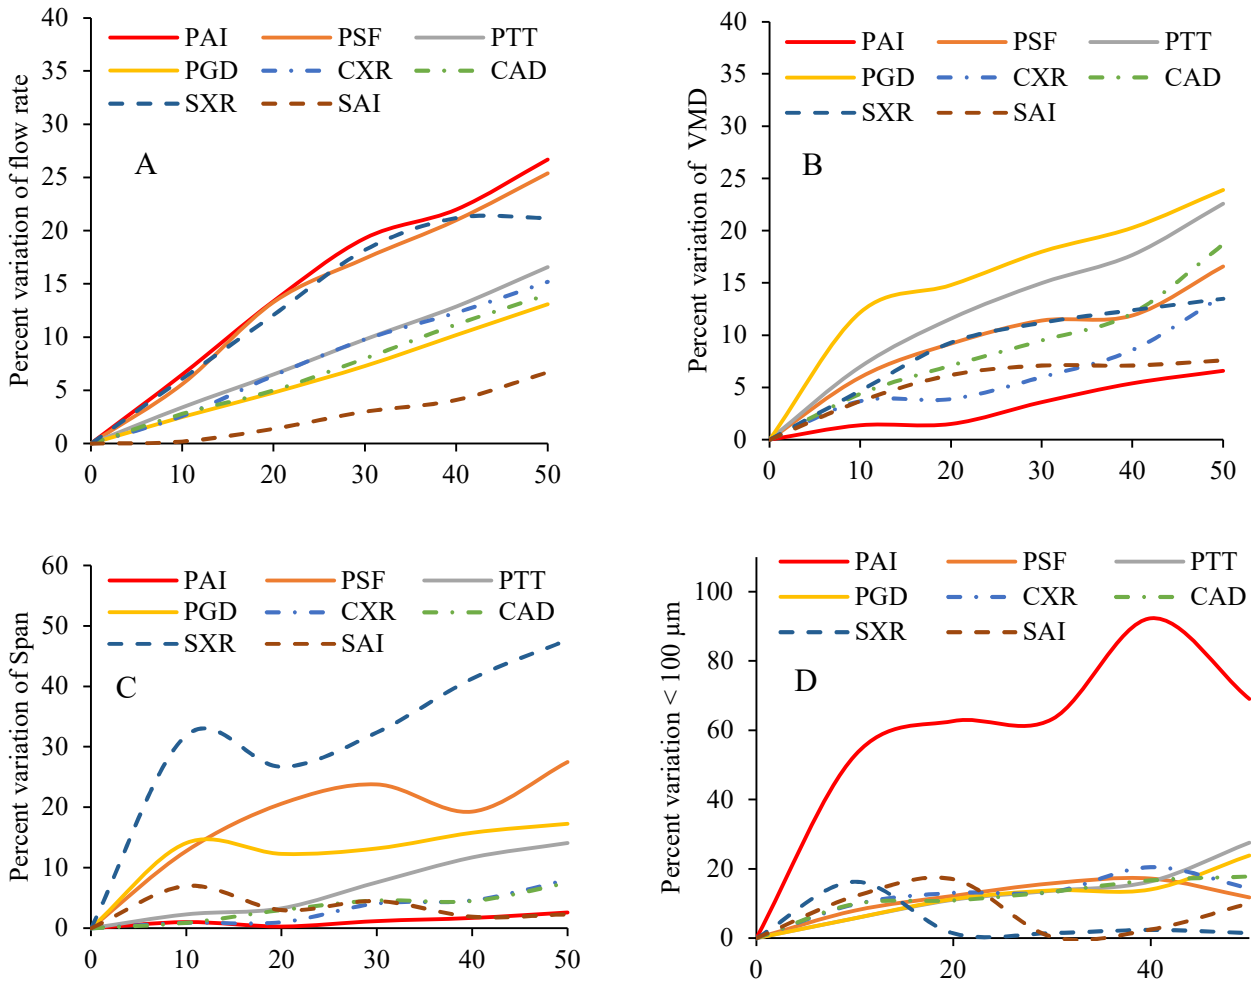 Percent variation of flow rate
40
35
30
25
20
15
10
5
0
PAI PSF PTT
PGD CXR CAD
SXR SAI
A
0 10 20 30 40 50
Percent variation of VMD
40
35
30
25
20
15
10
5
0
PAI PSF PTT
PGD CXR CAD
SXR SAI
B
0 10 20 30 40 50
Percent variation of Span
60
50
40
30
20
10
0
PAI PSF PTT
PGD CXR CAD
SXR SAI
C
0 10 20 30 40 50
Percent variation < 100 μm
100
80
60
40
20
0
PAI PSF PTT
PGD CXR CAD
SXR SAI
D
0 20 40